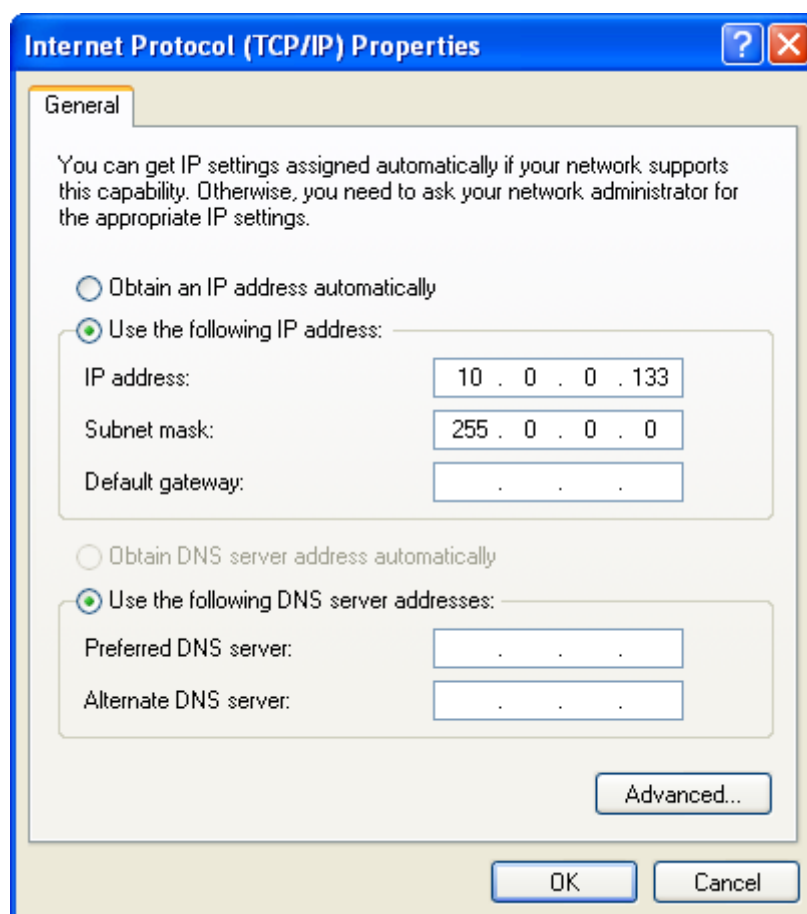 Internet Protocol (TCP/IP) Properties
General
You can get IP settings assigned automatically if your network supports
this capability. Otherwise, you need to ask your network administrator for
the appropriate IP settings.
Obtain an IP address automatically
Use the following IP address:
IP address: 10 . 0 . 0 . 133
Subnet mask: 255 . 0 . 0 . 0
Default gateway: . . .
Obtain DNS server address automatically
Use the following DNS server addresses:
Preferred DNS server: . . .
Alternate DNS server: . . .
Advanced...
OK Cancel